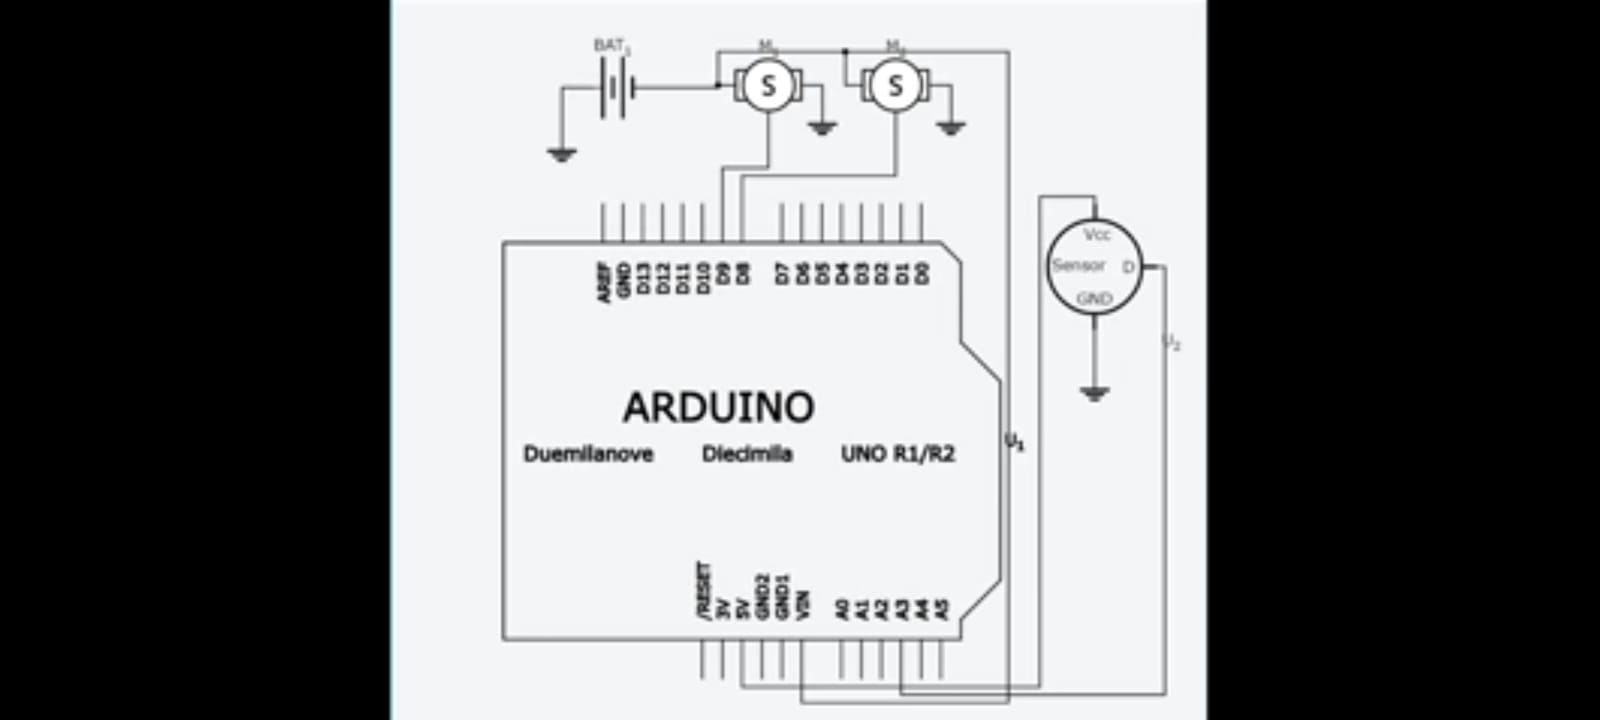 BAT1
M1
M2
S
S
Vcc
Sensor D
GND
U2
AREF GND D13 D12 D11 D10 D9 D8 D7 D6 D5 D4 D3 D2 D1 D0
ARDUINO
Duemilanove Diecimila UNO R1/R2
U1
/RESET 3V 5V GND2 GND1 VIN A0 A1 A2 A3 A4 A5